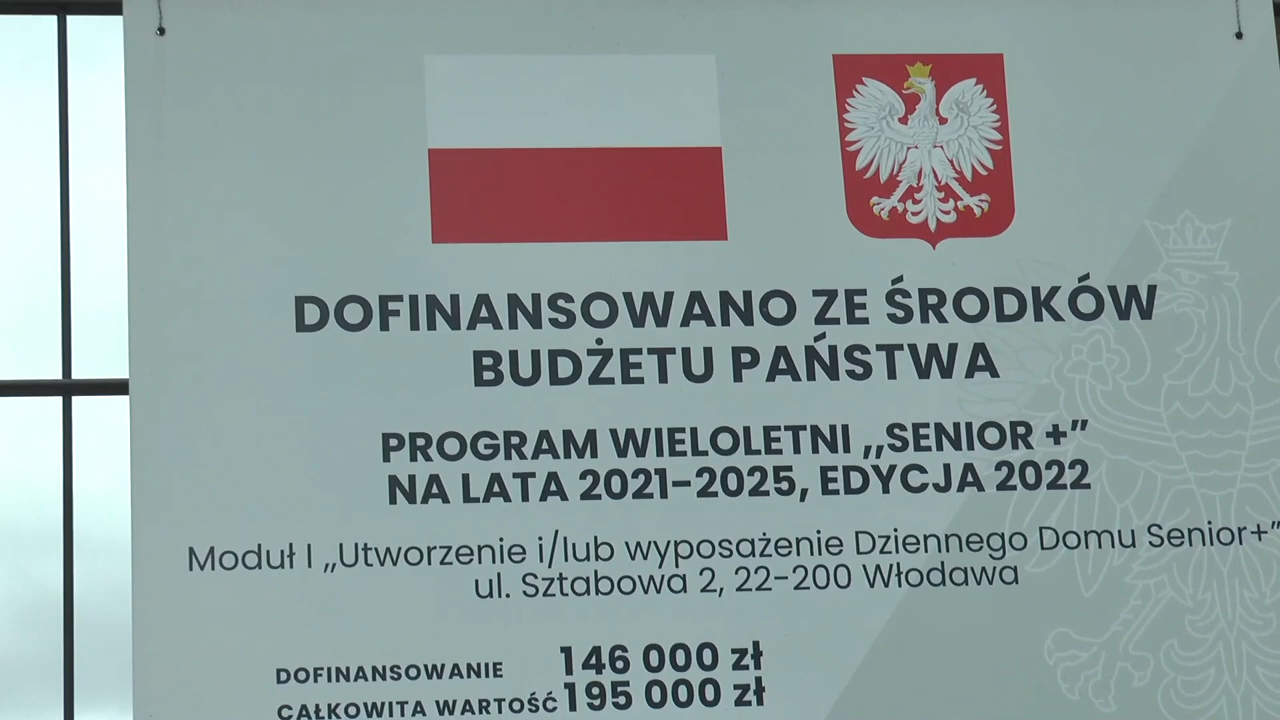 DOFINANSOWANO ZE ŚRODKÓW
BUDŻETU PAŃSTWA
PROGRAM WIELOLETNI ,,SENIOR +”
NA LATA 2021-2025, EDYCJA 2022
Moduł I ,,Utworzenie i/lub wyposażenie Dziennego Domu Senior+”
ul. Sztabowa 2, 22-200 Włodawa
DOFINANSOWANIE 146 000 zł
CAŁKOWITA WARTOŚĆ 195 000 zł